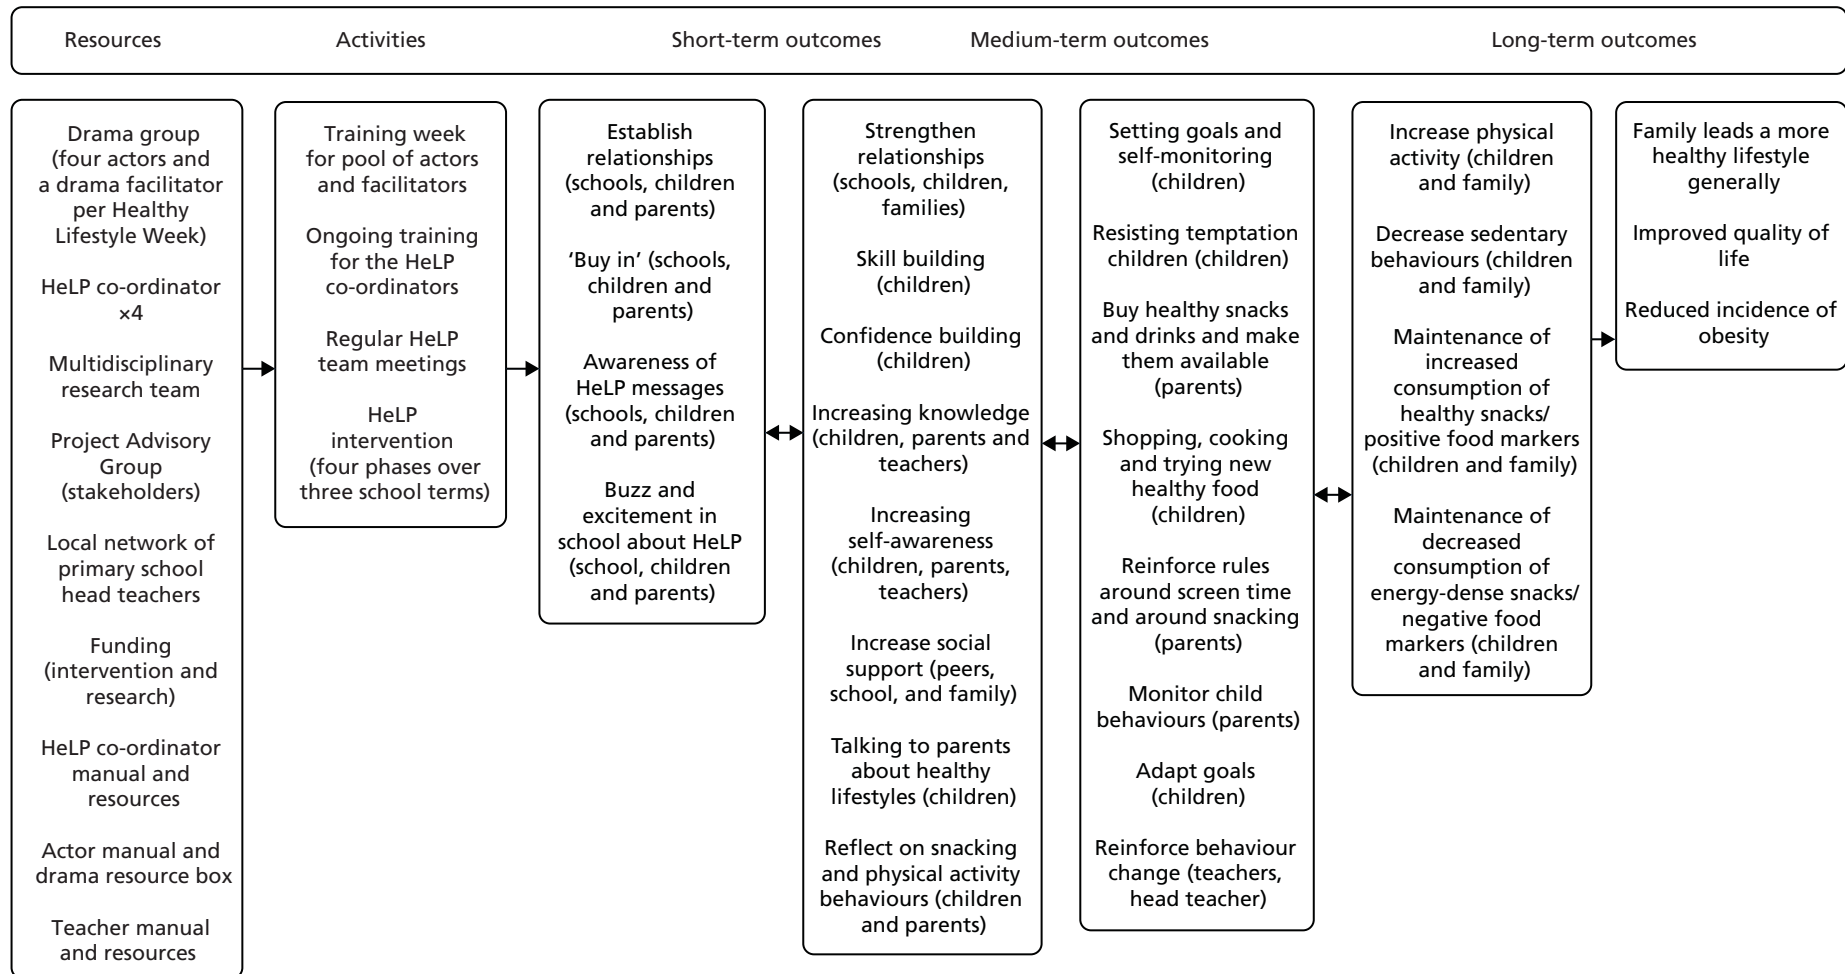 Resources
Activities
Short-term outcomes
Medium-term outcomes
Long-term outcomes
Drama group
(four actors and
a drama facilitator
per Healthy
Lifestyle Week)
HeLP co-ordinator
×4
Multidisciplinary
research team
Project Advisory
Group
(stakeholders)
Local network of
primary school
head teachers
Funding
(intervention and
research)
HeLP co-ordinator
manual and
resources
Actor manual and
drama resource box
Teacher manual
and resources
Training week
for pool of actors
and facilitators
Ongoing training
for the HeLP
co-ordinators
Regular HeLP
team meetings
HeLP
intervention
(four phases over
three school terms)
Establish
relationships
(schools, children
and parents)
‘Buy in’ (schools,
children and
parents)
Awareness of
HeLP messages
(schools, children
and parents)
Buzz and
excitement in
school about HeLP
(school, children
and parents)
Strengthen
relationships
(schools, children,
families)
Skill building
(children)
Confidence building
(children)
Increasing knowledge
(children, parents and
teachers)
Increasing
self-awareness
(children, parents,
teachers)
Increase social
support (peers,
school, and family)
Talking to parents
about healthy
lifestyles (children)
Reflect on snacking
and physical activity
behaviours (children
and parents)
Setting goals and
self-monitoring
(children)
Resisting temptation
children (children)
Buy healthy snacks
and drinks and make
them available
(parents)
Shopping, cooking
and trying new
healthy food
(children)
Reinforce rules
around screen time
and around snacking
(parents)
Monitor child
behaviours (parents)
Adapt goals
(children)
Reinforce behaviour
change (teachers,
head teacher)
Increase physical
activity (children
and family)
Decrease sedentary
behaviours (children
and family)
Maintenance of
increased
consumption of
healthy snacks/
positive food markers
(children and family)
Maintenance of
decreased
consumption of
energy-dense snacks/
negative food
markers (children
and family)
Family leads a more
healthy lifestyle
generally
Improved quality of
life
Reduced incidence of
obesity